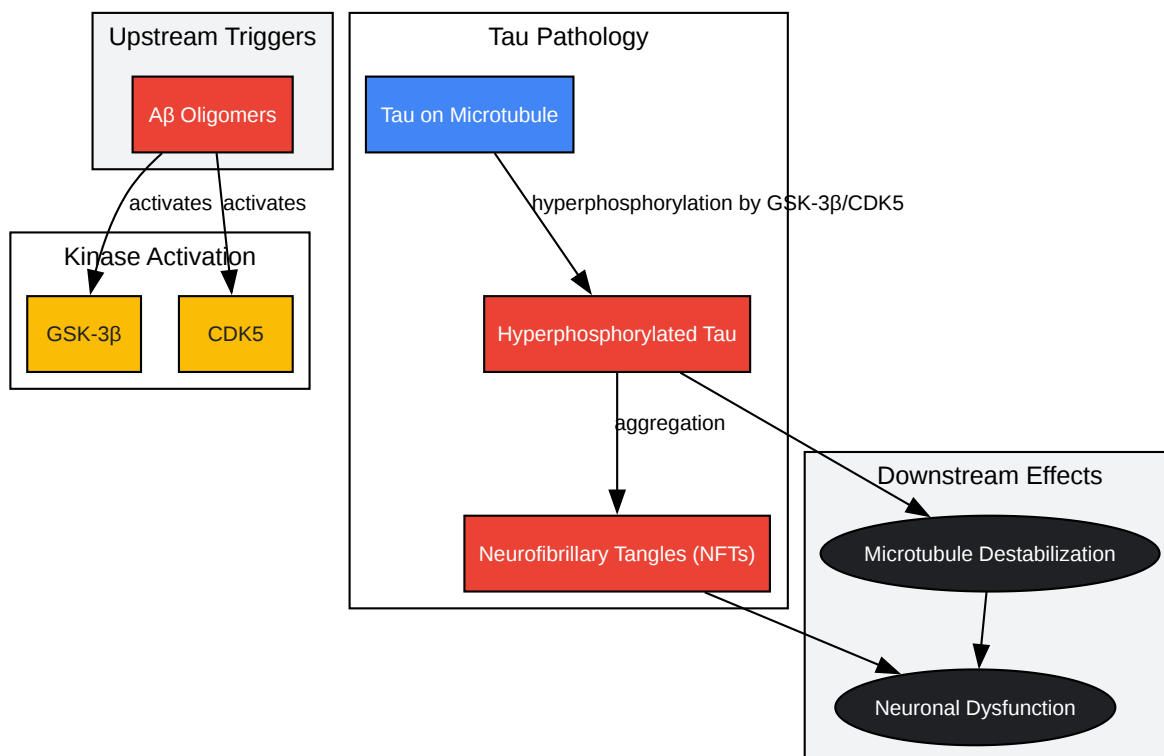 Upstream Triggers
Aβ Oligomers
activates
activates
Kinase Activation
GSK-3β
CDK5
Tau Pathology
Tau on Microtubule
hyperphosphorylation by GSK-3β/CDK5
Hyperphosphorylated Tau
aggregation
Neurofibrillary Tangles (NFTs)
Downstream Effects
Microtubule Destabilization
Neuronal Dysfunction